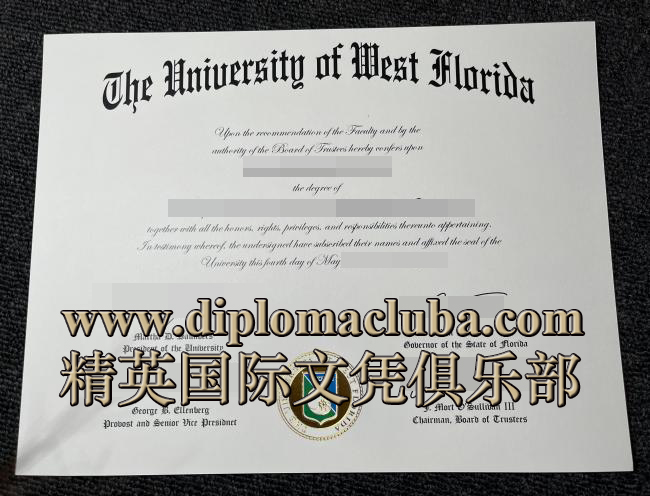 The University of West Florida
Upon the recommendation of the Faculty and by the
authority of the Board of Trustees hereby confers upon
the degree of
together with all the honors, rights, privileges, and responsibilities thereunto appertaining.
In testimony whereof, the undersigned have subscribed their names and affixed the seal of the
University this fourth day of May
www.diplomacluba.com
Martha D. Saunders
President of the University
Governor of the State of Florida
精英国际文凭俱乐部
George B. Ellenberg
Provost and Senior Vice Presidnet
J. Mort O'Sullivan III
Chairman, Board of Trustees